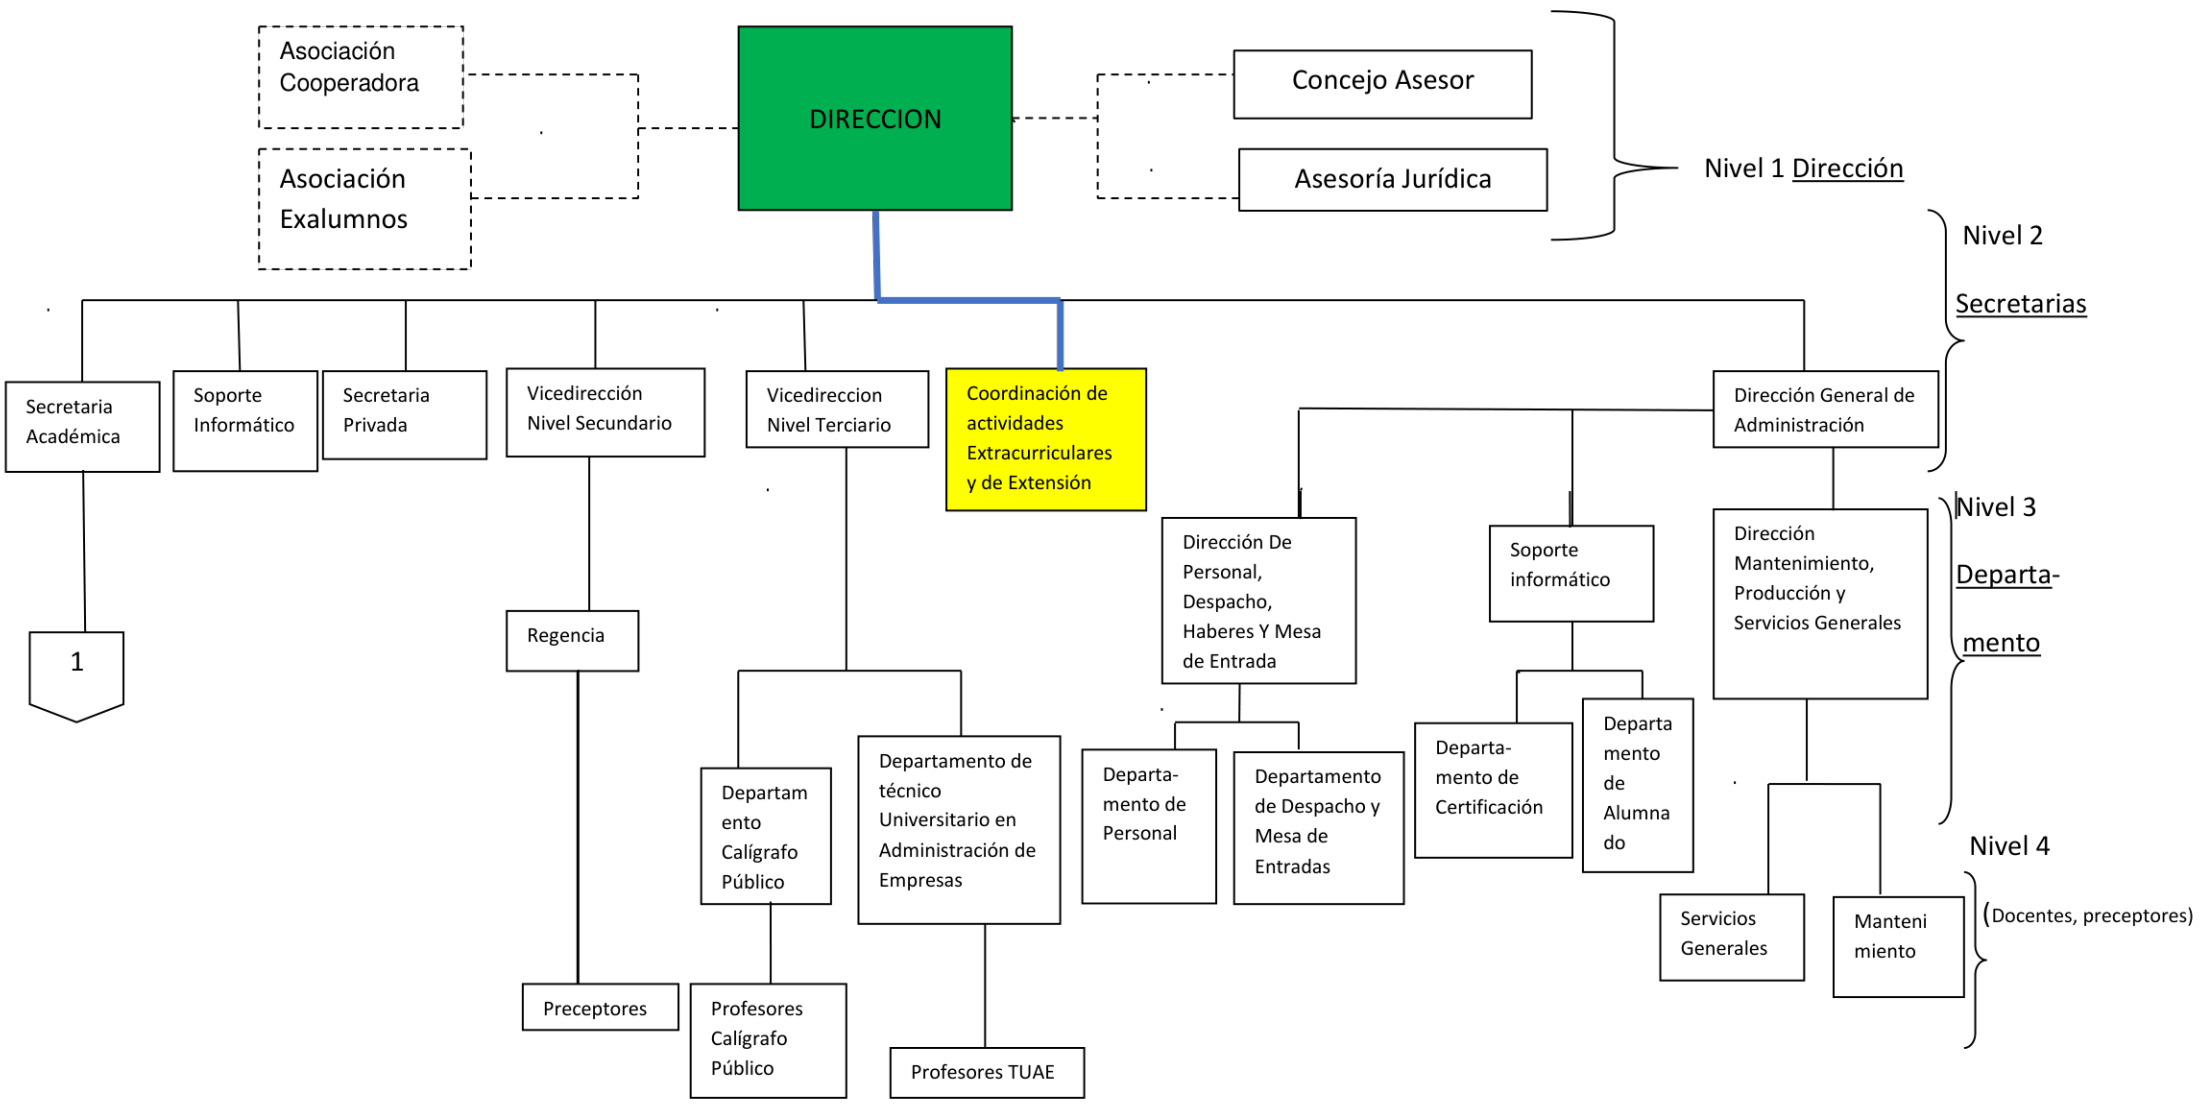 Asociación
Cooperadora
Asociación
Exalumnos
DIRECCION
Concejo Asesor
Asesoría Jurídica
Nivel 1 Dirección
Nivel 2
Secretarias
Secretaria
Académica
Soporte
Informático
Secretaria
Privada
Vicedirección
Nivel Secundario
Vicedireccion
Nivel Terciario
Coordinación de
actividades
Extracurriculares
y de Extensión
Dirección General de
Administración
Nivel 3
Departa-
mento
Dirección De
Personal,
Despacho,
Haberes Y Mesa
de Entrada
Soporte
informático
Dirección
Mantenimiento,
Producción y
Servicios Generales
1
Regencia
Departam
ento
Calígrafo
Público
Departamento de
técnico
Universitario en
Administración de
Empresas
Departa-
mento de
Personal
Departamento
de Despacho y
Mesa de
Entradas
Departa-
mento de
Certificación
Departa
mento
de
Alumna
do
Nivel 4
(Docentes, preceptores)
Servicios
Generales
Manteni
miento
Preceptores
Profesores
Calígrafo
Público
Profesores TUAE